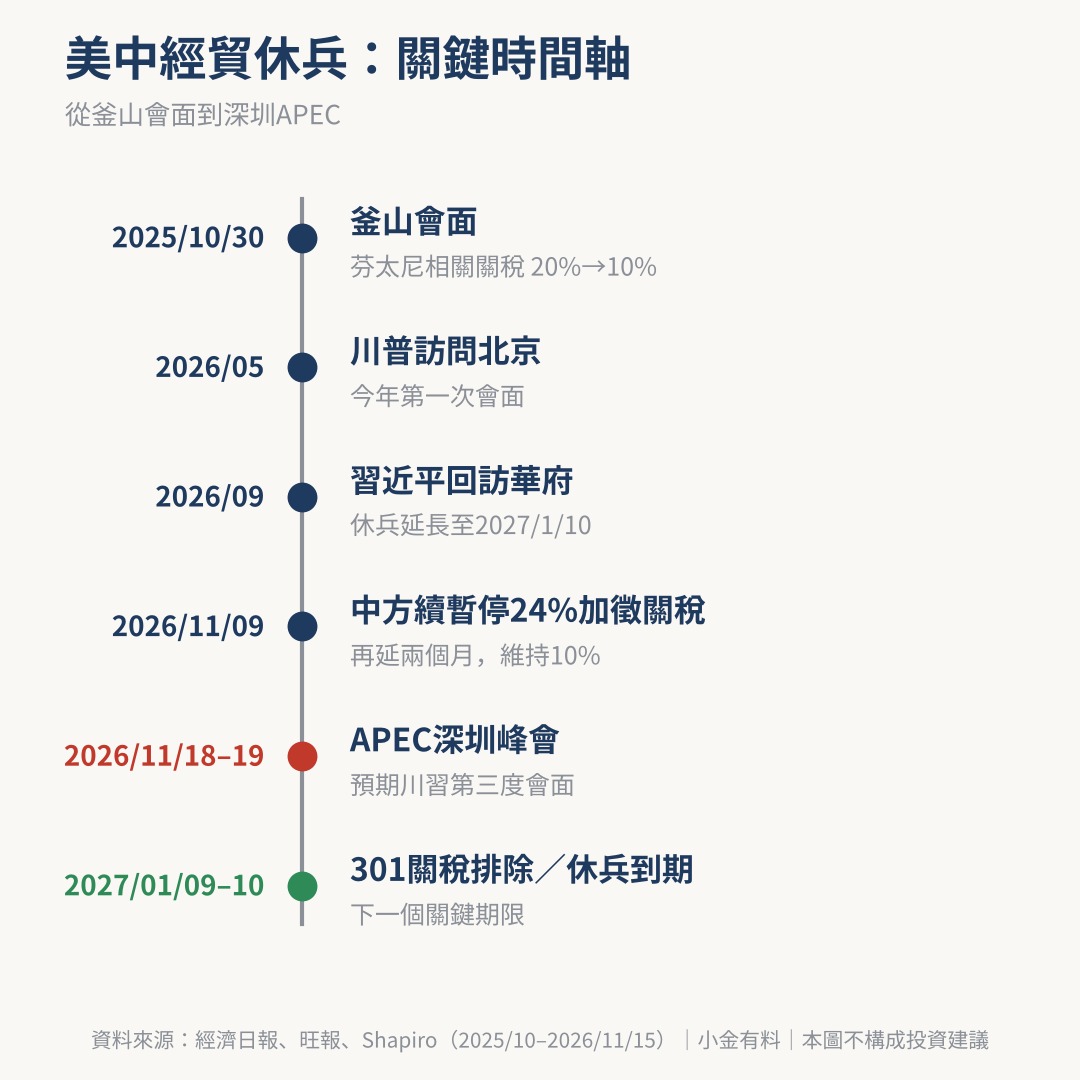 美中經貿休兵：關鍵時間軸
從釜山會面到深圳APEC
2025/10/30
釜山會面
芬太尼相關關稅 20%→10%
2026/05
川普訪問北京
今年第一次會面
2026/09
習近平回訪華府
休兵延長至2027/1/10
2026/11/09
中方續暫停24%加徵關稅
再延兩個月，維持10%
2026/11/18–19
APEC深圳峰會
預期川習第三度會面
2027/01/09–10
301關稅排除／休兵到期
下一個關鍵期限
資料來源：經濟日報、旺報、Shapiro（2025/10–2026/11/15）｜小金有料｜本圖不構成投資建議